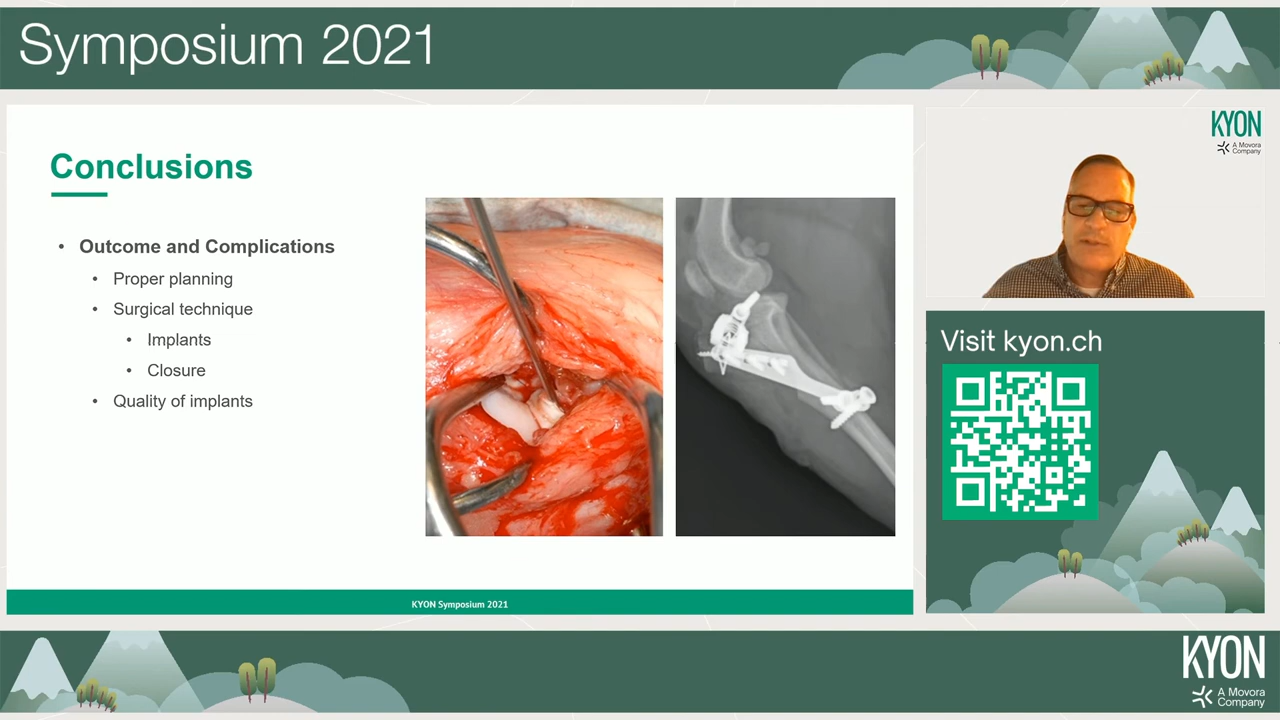 Symposium 2021
Conclusions
• Outcome and Complications
• Proper planning
• Surgical technique
• Implants
• Closure
• Quality of implants
KYON Symposium 2021
KYON
A Movora
Company
Visit kyon.ch
KYON
A Movora
Company